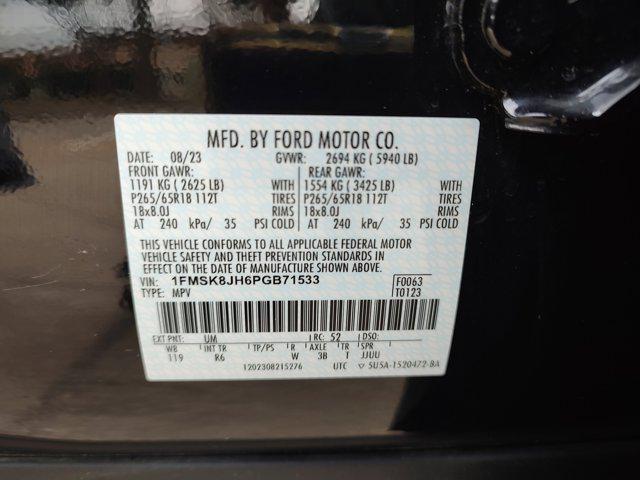 MFD. BY FORD MOTOR CO.
DATE: 08/23 GVWR: 2694 KG ( 5940 LB)
FRONT GAWR: REAR GAWR:
1191 KG ( 2625 LB) WITH 1554 KG ( 3425 LB) WITH
P265/65R18 112T TIRES P265/65R18 112T TIRES
18x8.0J RIMS 18x8.0J RIMS
AT 240 kPa/ 35 PSI COLD AT 240 kPa/ 35 PSI COLD
THIS VEHICLE CONFORMS TO ALL APPLICABLE FEDERAL MOTOR
VEHICLE SAFETY AND THEFT PREVENTION STANDARDS IN
EFFECT ON THE DATE OF MANUFACTURE SHOWN ABOVE.
VIN: 1FMSK8JH6PGB71533 F0063
TYPE: MPV T0123
EXT PNT: UM RC: 52 DSO:
WB INT TR TP/PS R AXLE TR SPR
119 R6 W 3B T JJUU
1202308215276 UTC ▽ 5U5A-1520472-BA